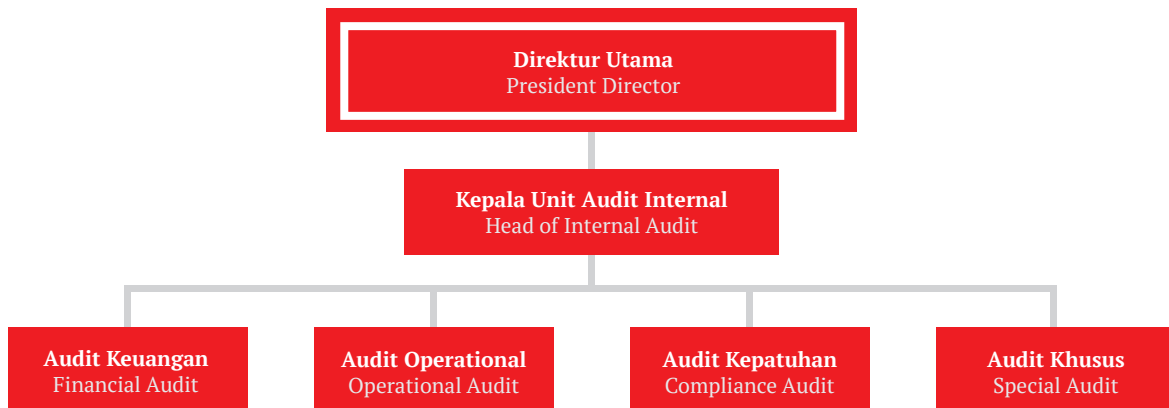 Direktur Utama
President Director
Kepala Unit Audit Internal
Head of Internal Audit
Audit Keuangan
Financial Audit
Audit Operational
Operational Audit
Audit Kepatuhan
Compliance Audit
Audit Khusus
Special Audit